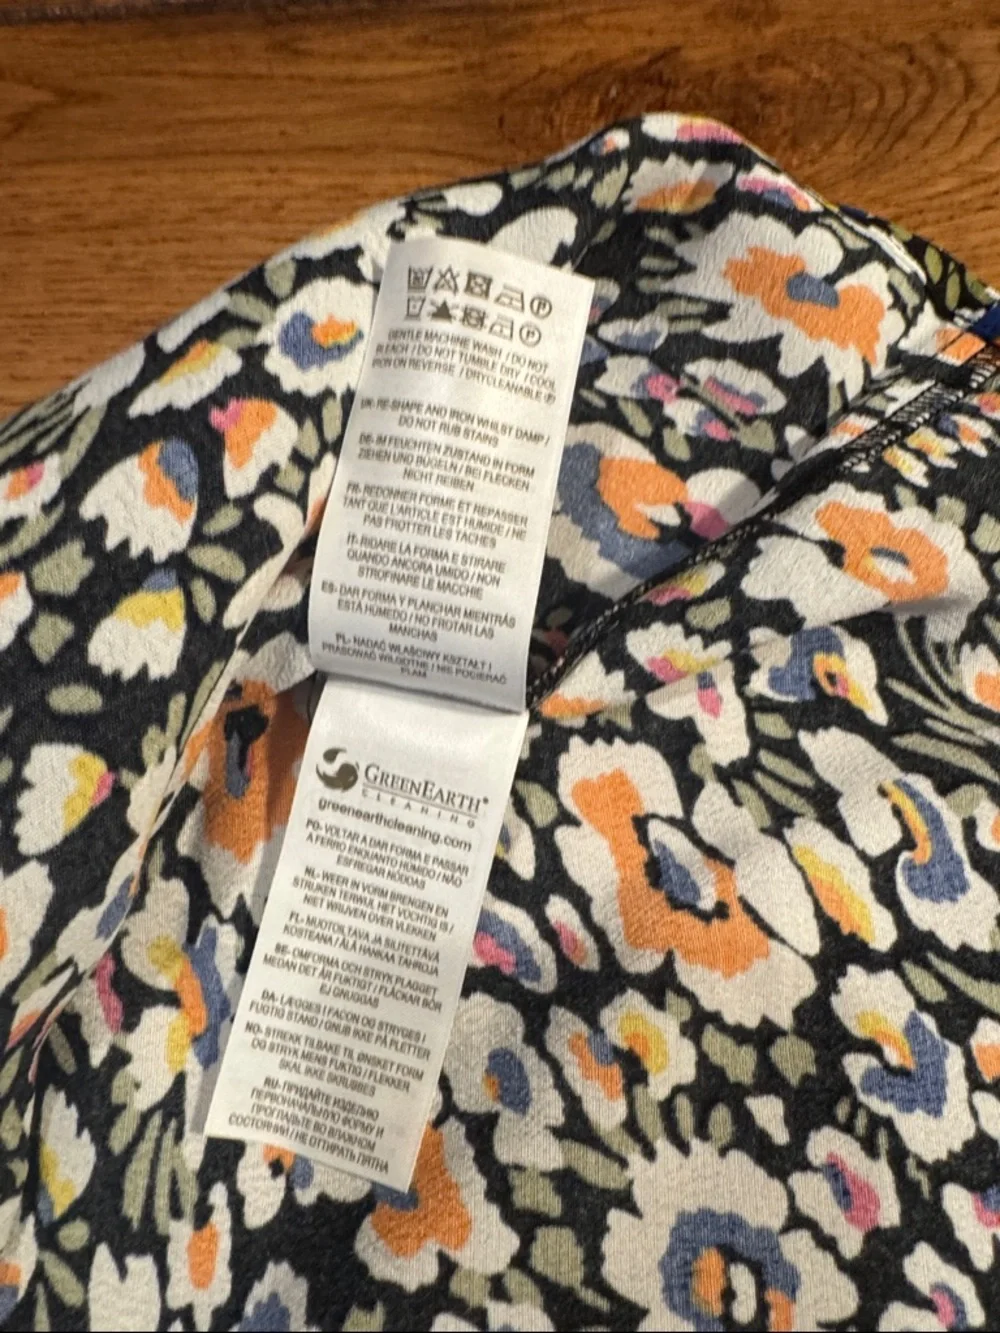 GENTLE MACHINE WASH / DO NOT
BLEACH / DO NOT TUMBLE DRY / COOL
IRON ON REVERSE / DRYCLEANABLE Ⓟ
UK- RE-SHAPE AND IRON WHILST DAMP /
DO NOT RUB STAINS
DE- IM FEUCHTEN ZUSTAND IN FORM
ZIEHEN UND BÜGELN / BEI FLECKEN
NICHT REIBEN
FR- REDONNER FORME ET REPASSER
TANT QUE L'ARTICLE EST HUMIDE / NE
PAS FROTTER LES TACHES
IT- RIDARE LA FORMA E STIRARE
QUANDO ANCORA UMIDO / NON
STROFINARE LE MACCHIE
ES- DAR FORMA Y PLANCHAR MIENTRÁS
ESTÁ HÚMEDO / NO FROTAR LAS
MANCHAS
PL- NADAĆ WŁAŚCIWY KSZTAŁT I
PRASOWAĆ WILGOTNE / NIE POCIERAĆ
PLAM
GREENEARTH®
CLEANING
greenearthcleaning.com
PO- VOLTAR A DAR FORMA E PASSAR
A FERRO ENQUANTO HÚMIDO / NÃO
ESFREGAR NÓDOAS
NL- WEER IN VORM BRENGEN EN
STRIJKEN TERWIJL HET VOCHTIG IS /
NIET WRIJVEN OVER VLEKKEN
MUOTOILTAVA JA SILITETTÄVÄ
KOSTEANA / ÄLÄ HANKAA TAHROJA
OMFORMA OCH STRYK PLAGGET
MEDAN DET ÄR FUKTIGT / FLÄCKAR BÖR
EJ GNUGGAS
DA- LÆGGES I FACON OG STRYGES I
FUGTIG STAND / GNUB IKKE PÅ PLETTER
NO- STREKK TILBAKE TIL ØNSKET FORM
OG STRYK MENS FUKTIG / FLEKKER
SKAL IKKE SKRUBBES
RU- ПРИДАЙТЕ ИЗДЕЛИЮ
ПЕРВОНАЧАЛЬНУЮ ФОРМУ И
ПРОГЛАДЬТЕ ВО ВЛАЖНОМ
СОСТОЯНИИ / НЕ ОТТИРАТЬ ПЯТНА